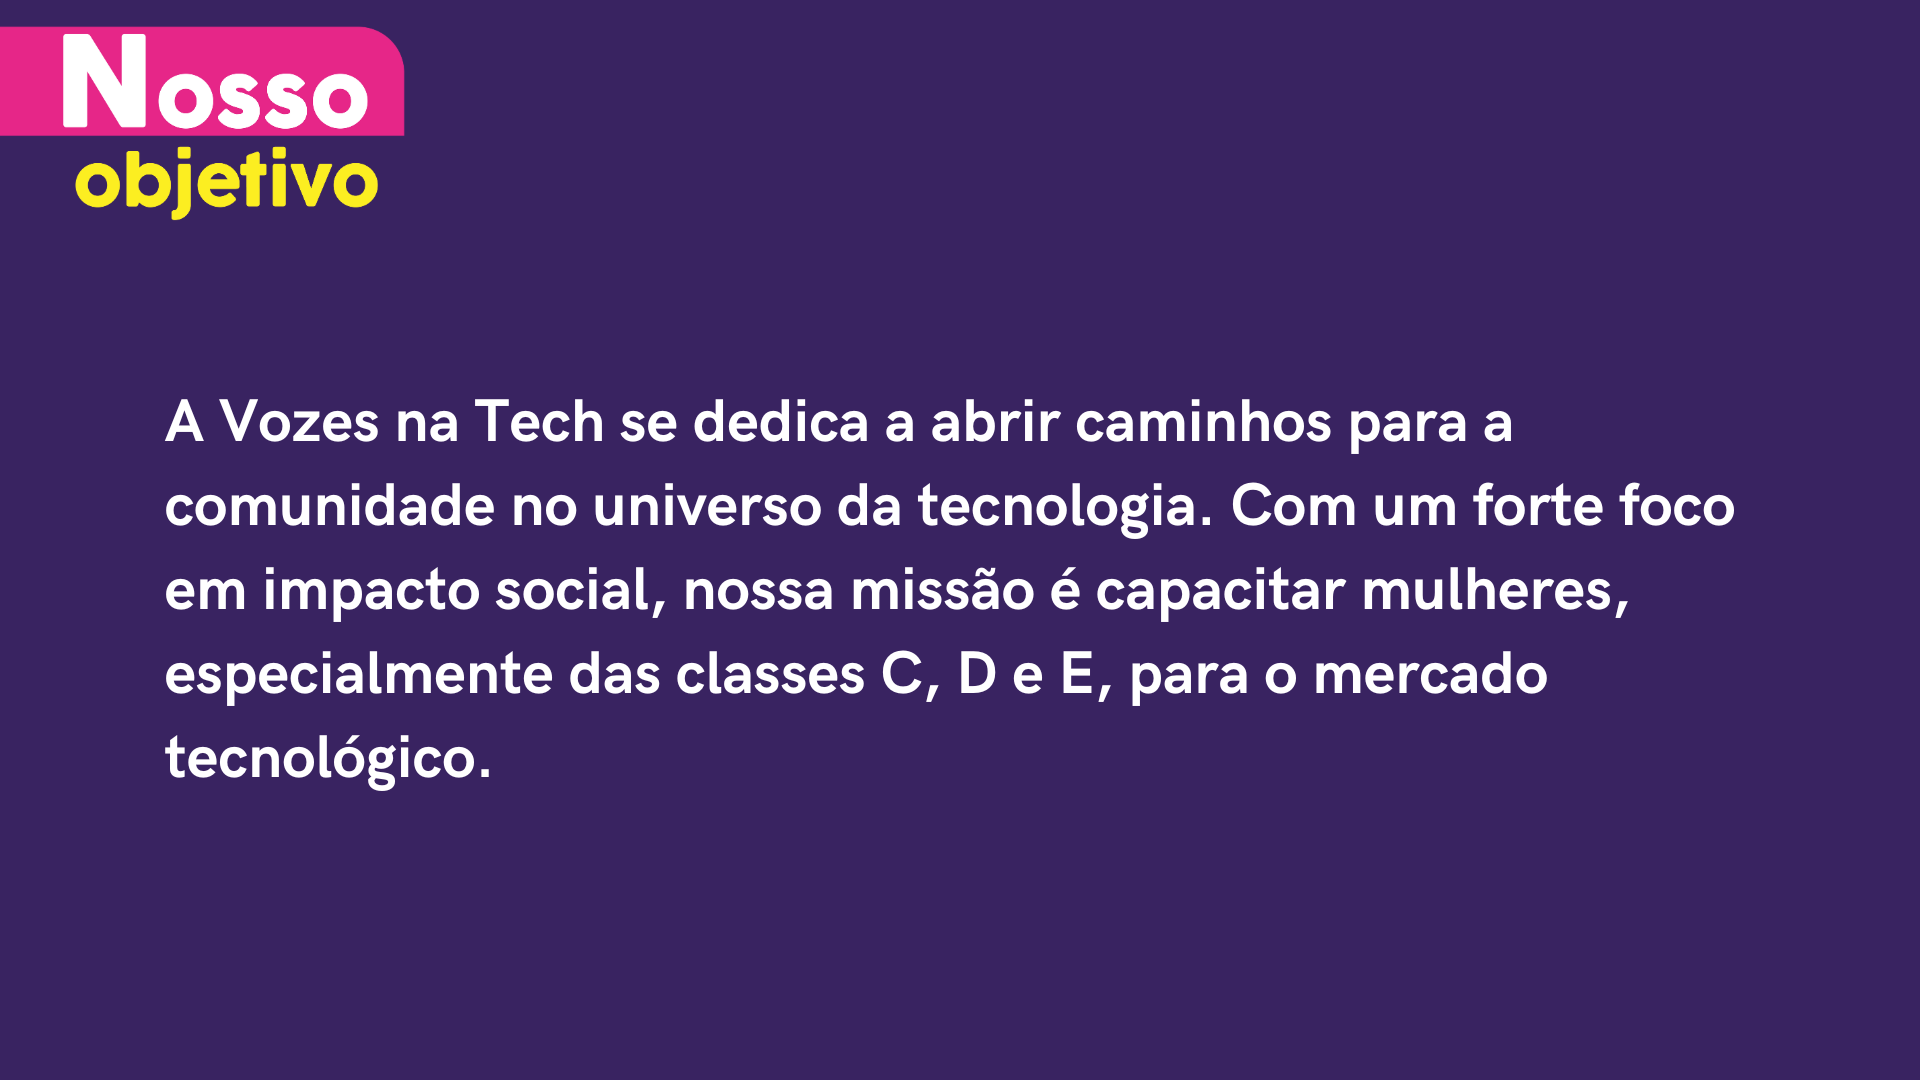 Nosso
objetivo
A Vozes na Tech se dedica a abrir caminhos para a
comunidade no universo da tecnologia. Com um forte foco
em impacto social, nossa missão é capacitar mulheres,
especialmente das classes C, D e E, para o mercado
tecnológico.